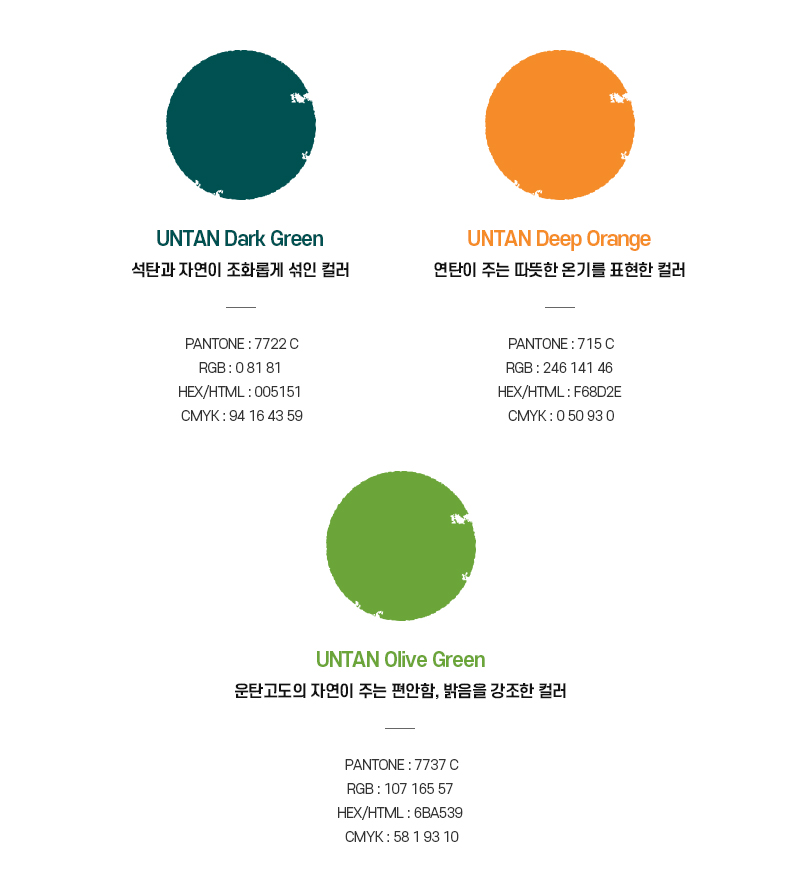 UNTAN Dark Green
석탄과 자연이 조화롭게 섞인 컬러
PANTONE : 7722 C
RGB : 0 81 81
HEX/HTML : 005151
CMYK : 94 16 43 59
UNTAN Deep Orange
연탄이 주는 따뜻한 온기를 표현한 컬러
PANTONE : 715 C
RGB : 246 141 46
HEX/HTML : F68D2E
CMYK : 0 50 93 0
UNTAN Olive Green
운탄고도의 자연이 주는 편안함, 밝음을 강조한 컬러
PANTONE : 7737 C
RGB : 107 165 57
HEX/HTML : 6BA539
CMYK : 58 1 93 10